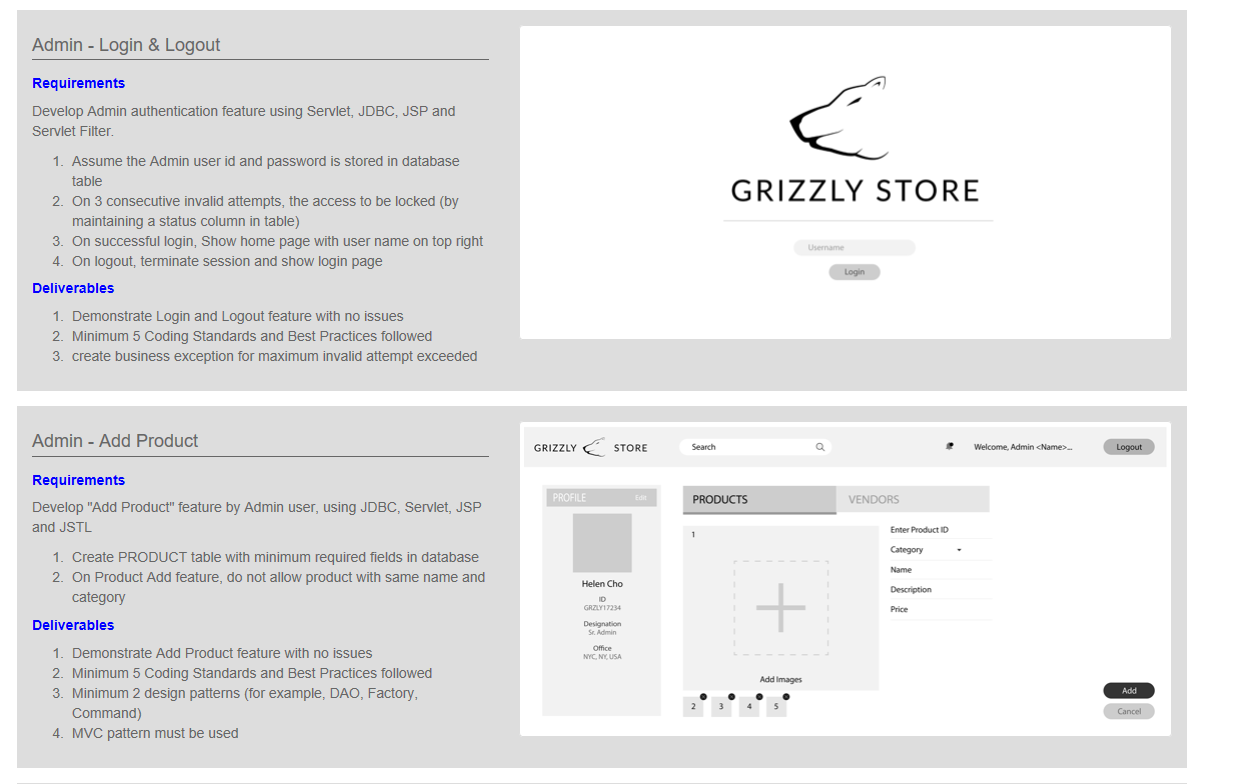 Admin - Login & Logout
Requirements
Develop Admin authentication feature using Servlet, JDBC, JSP and
Servlet Filter.
1. Assume the Admin user id and password is stored in database
table
2. On 3 consecutive invalid attempts, the access to be locked (by
maintaining a status column in table)
3. On successful login, Show home page with user name on top right
4. On logout, terminate session and show login page
Deliverables
1. Demonstrate Login and Logout feature with no issues
2. Minimum 5 Coding Standards and Best Practices followed
3. create business exception for maximum invalid attempt exceeded
GRIZZLY STORE
Username
Login
Admin - Add Product
Requirements
Develop "Add Product" feature by Admin user, using JDBC, Servlet, JSP
and JSTL
1. Create PRODUCT table with minimum required fields in database
2. On Product Add feature, do not allow product with same name and
category
Deliverables
1. Demonstrate Add Product feature with no issues
2. Minimum 5 Coding Standards and Best Practices followed
3. Minimum 2 design patterns (for example, DAO, Factory,
Command)
4. MVC pattern must be used
GRIZZLY STORE
Search
Welcome, Admin <Name>...
Logout
PROFILE Edit
Helen Cho
ID
GRZLY17234
Designation
Sr. Admin
Office
NYC, NY, USA
PRODUCTS VENDORS
1
Add Images
2 3 4 5
Enter Product ID
Category
Name
Description
Price
Add
Cancel